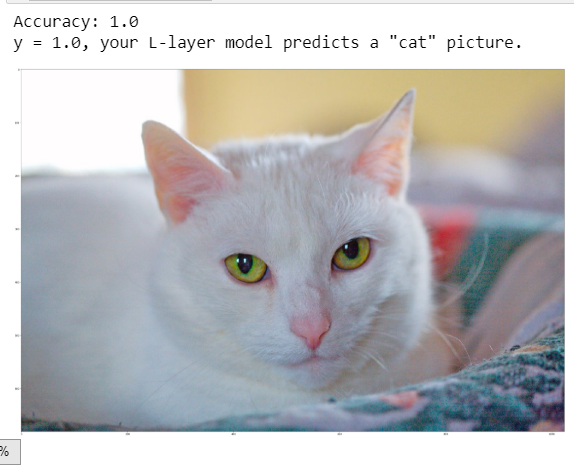 Accuracy: 1.0
y = 1.0, your L-layer model predicts a "cat" picture.
%